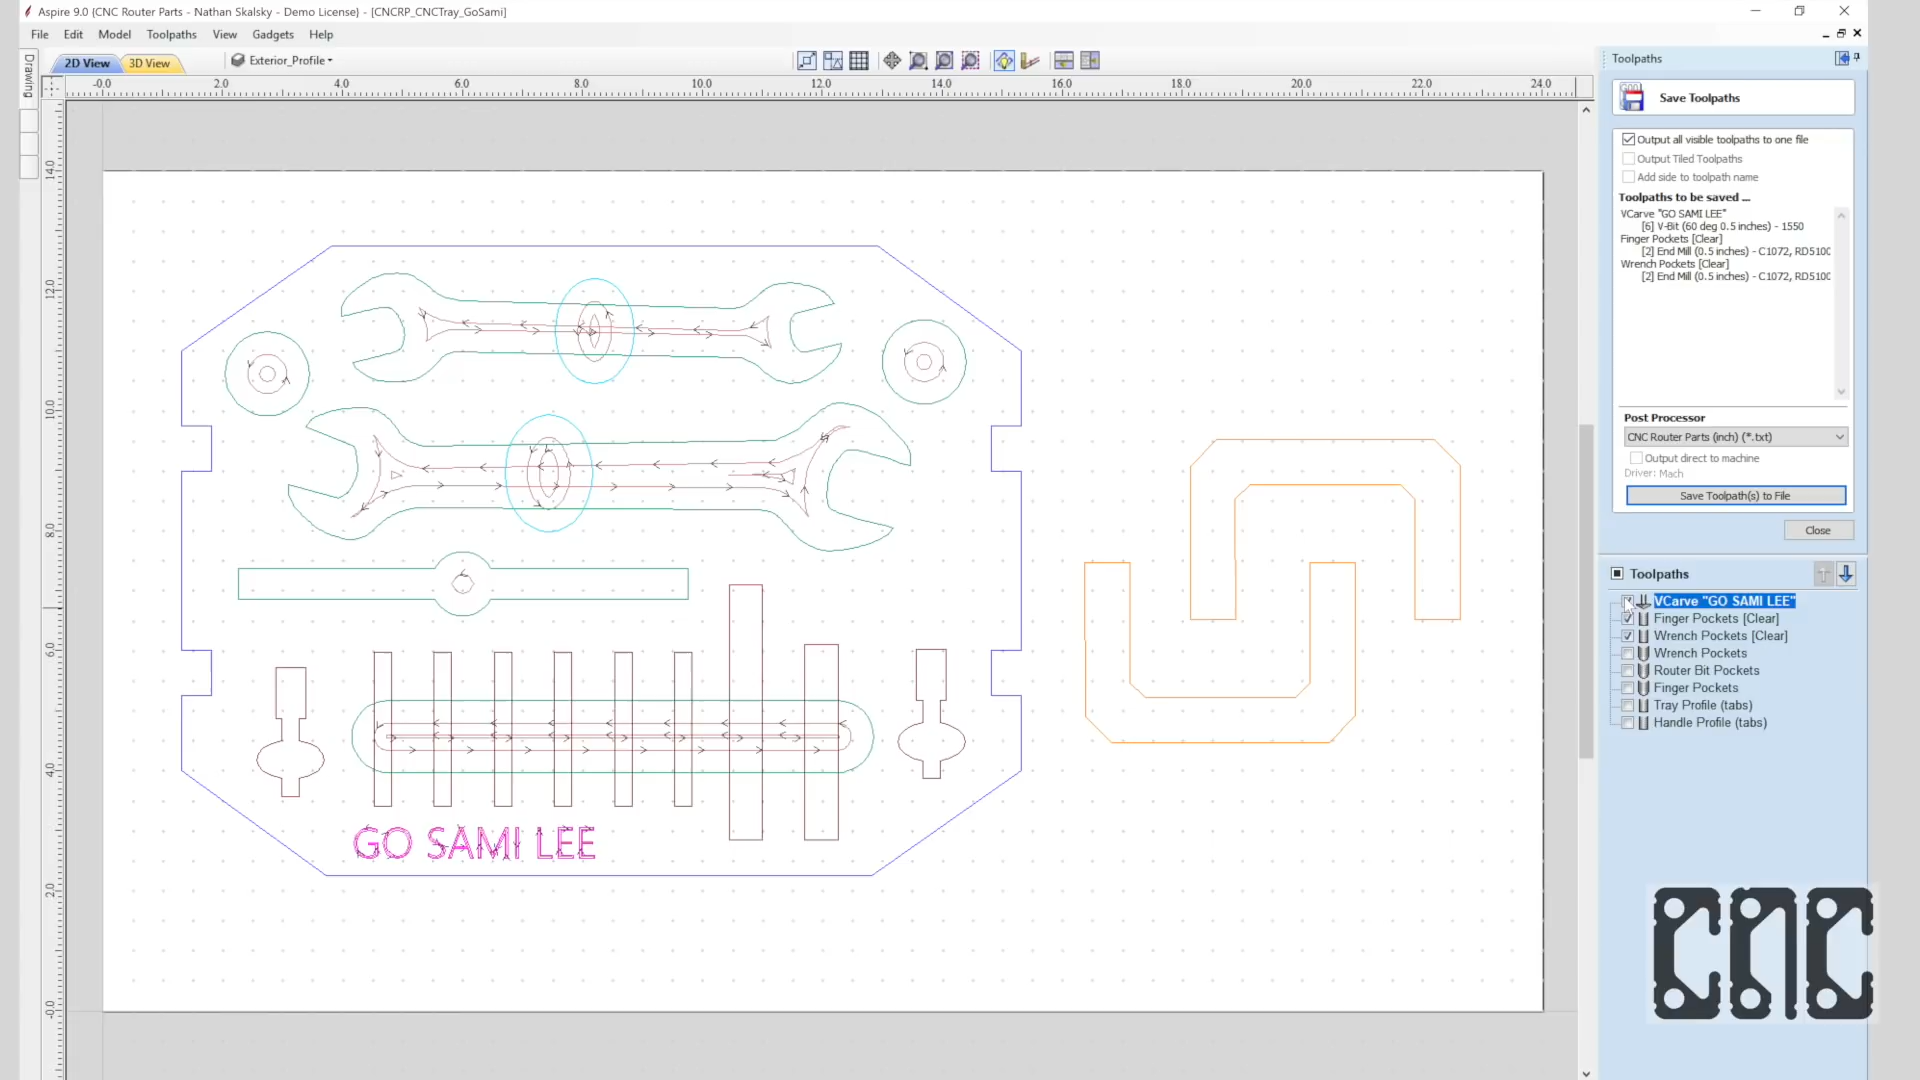 Aspire 9.0 (CNC Router Parts - Nathan Skalsky - Demo License) - [CNCRP_CNCTray_GoSami]
File Edit Model Toolpaths View Gadgets Help
2D View 3D View Exterior_Profile
Drawing
-0.0 2.0 4.0 6.0 8.0 10.0 12.0 14.0 16.0 18.0 20.0 22.0 24.0
14.0
12.0
10.0
8.0
6.0
4.0
2.0
-0.0
GO SAMI LEE
Toolpaths
Save Toolpaths
Output all visible toolpaths to one file
Output Tiled Toolpaths
Add side to toolpath name
Toolpaths to be saved ...
VCarve "GO SAMI LEE"
[6] V-Bit (60 deg 0.5 inches) - 1550
Finger Pockets [Clear]
[2] End Mill (0.5 inches) - C1072, RD510C
Wrench Pockets [Clear]
[2] End Mill (0.5 inches) - C1072, RD510C
Post Processor
CNC Router Parts (inch) (*.txt)
Output direct to machine
Driver: Mach
Save Toolpath(s) to File
Close
Toolpaths
VCarve "GO SAMI LEE"
Finger Pockets [Clear]
Wrench Pockets [Clear]
Wrench Pockets
Router Bit Pockets
Finger Pockets
Tray Profile (tabs)
Handle Profile (tabs)
CNC